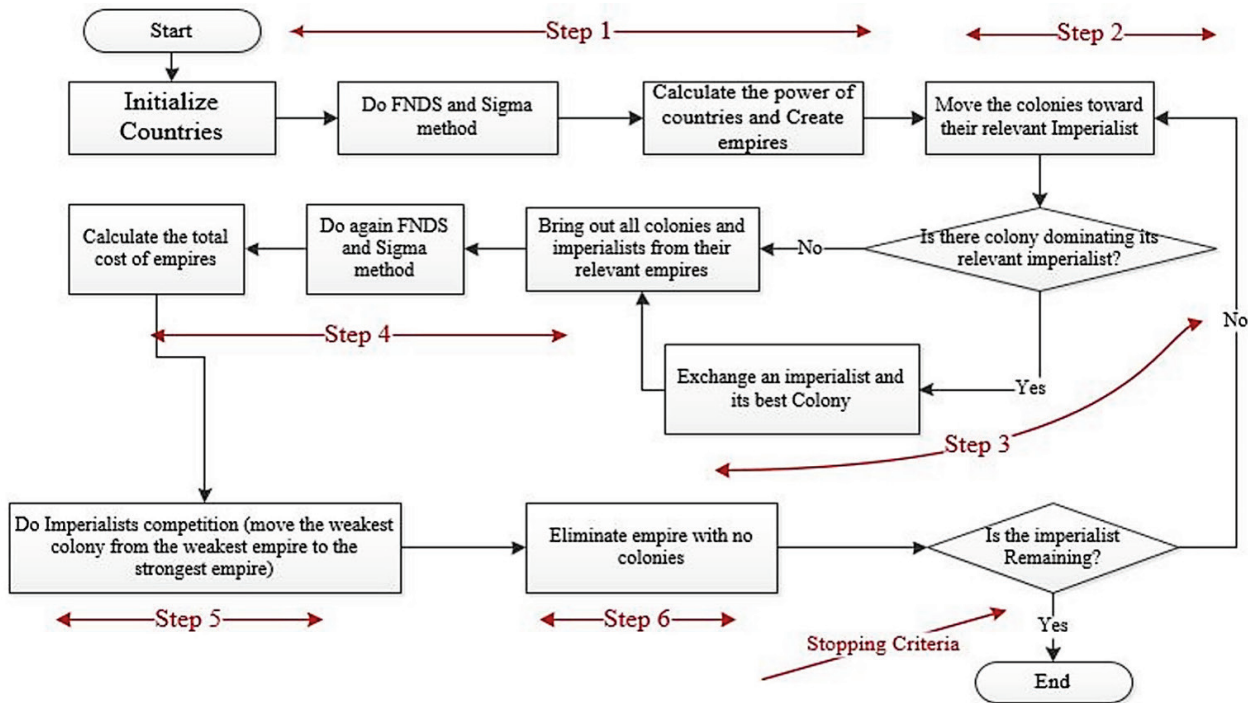 Start
Step 1
Step 2
Initialize
Countries
Do FNDS and Sigma
method
Calculate the power of
countries and Create
empires
Move the colonies toward
their relevant Imperialist
Calculate the total
cost of empires
Do again FNDS
and Sigma
method
Bring out all colonies and
imperialists from their
relevant empires
No
Is there colony dominating its
relevant imperialist?
Step 4
No
Exchange an imperialist and
its best Colony
Yes
Step 3
Do Imperialists competition (move the weakest
colony from the weakest empire to the
strongest empire)
Eliminate empire with no
colonies
Is the imperialist
Remaining?
Step 5
Step 6
Stopping Criteria
Yes
End